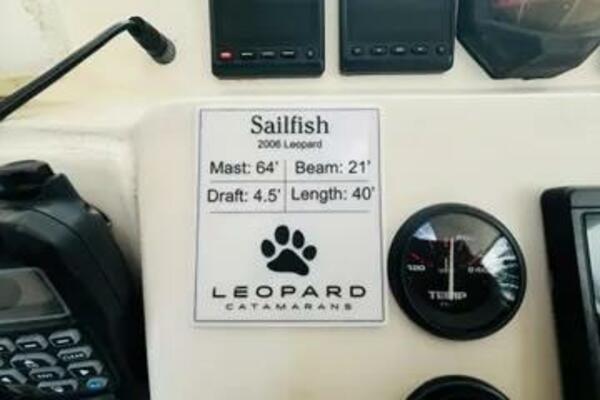 Sailfish
2006 Leopard
Mast: 64' Beam: 21'
Draft: 4.5' Length: 40'
LEOPARD
CATAMARANS
TEMP